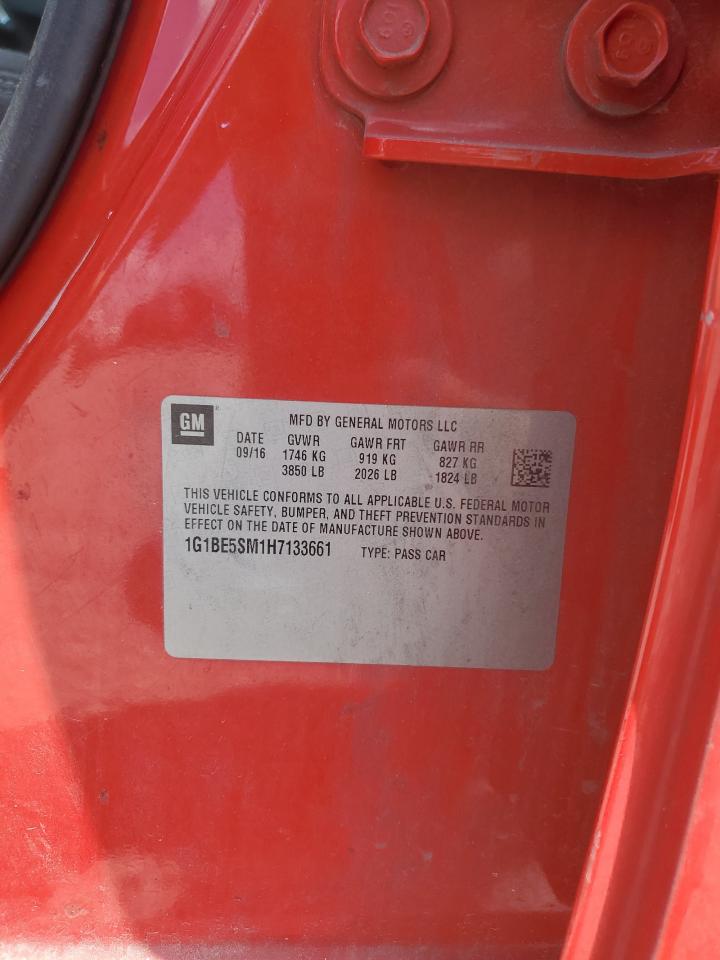 GM
MFD BY GENERAL MOTORS LLC
DATE GVWR GAWR FRT GAWR RR
09/16 1746 KG 919 KG 827 KG
3850 LB 2026 LB 1824 LB
THIS VEHICLE CONFORMS TO ALL APPLICABLE U.S. FEDERAL MOTOR
VEHICLE SAFETY, BUMPER, AND THEFT PREVENTION STANDARDS IN
EFFECT ON THE DATE OF MANUFACTURE SHOWN ABOVE.
1G1BE5SM1H7133661 TYPE: PASS CAR